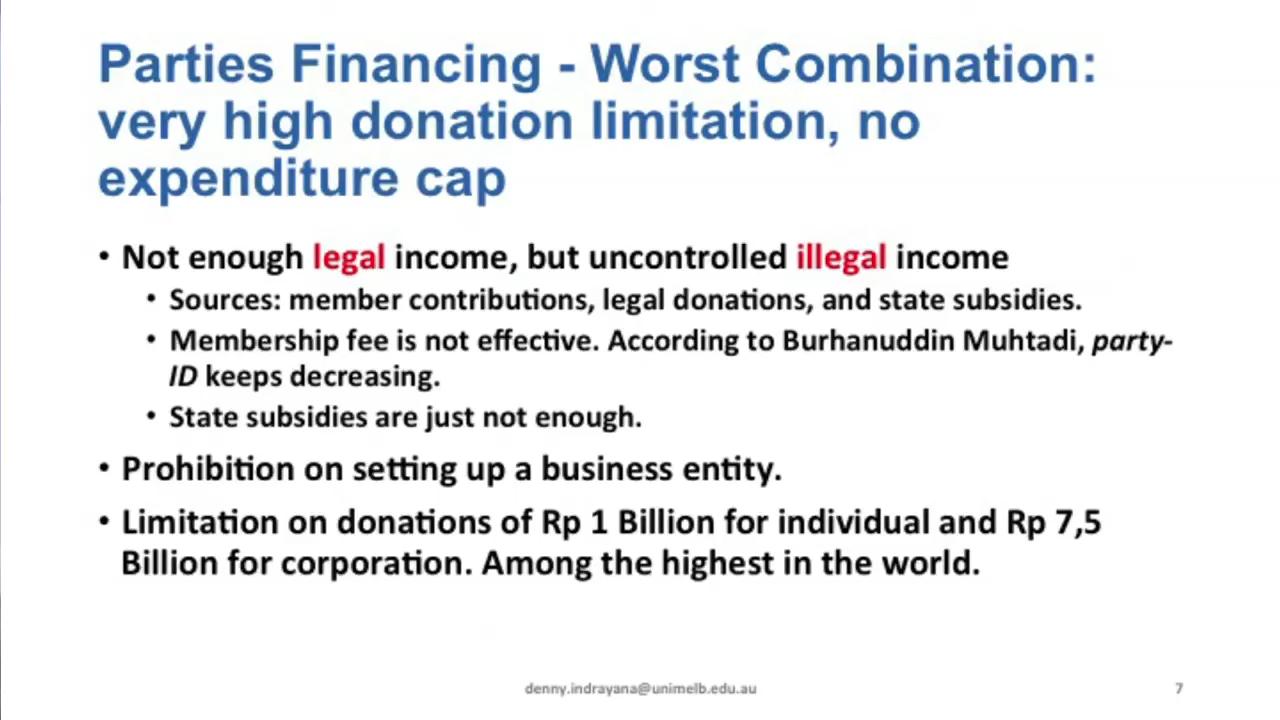 Parties Financing - Worst Combination:
very high donation limitation, no
expenditure cap
• Not enough legal income, but uncontrolled illegal income
• Sources: member contributions, legal donations, and state subsidies.
• Membership fee is not effective. According to Burhanuddin Muhtadi, party-
ID keeps decreasing.
• State subsidies are just not enough.
• Prohibition on setting up a business entity.
• Limitation on donations of Rp 1 Billion for individual and Rp 7,5
Billion for corporation. Among the highest in the world.
denny.indrayana@unimelb.edu.au
7